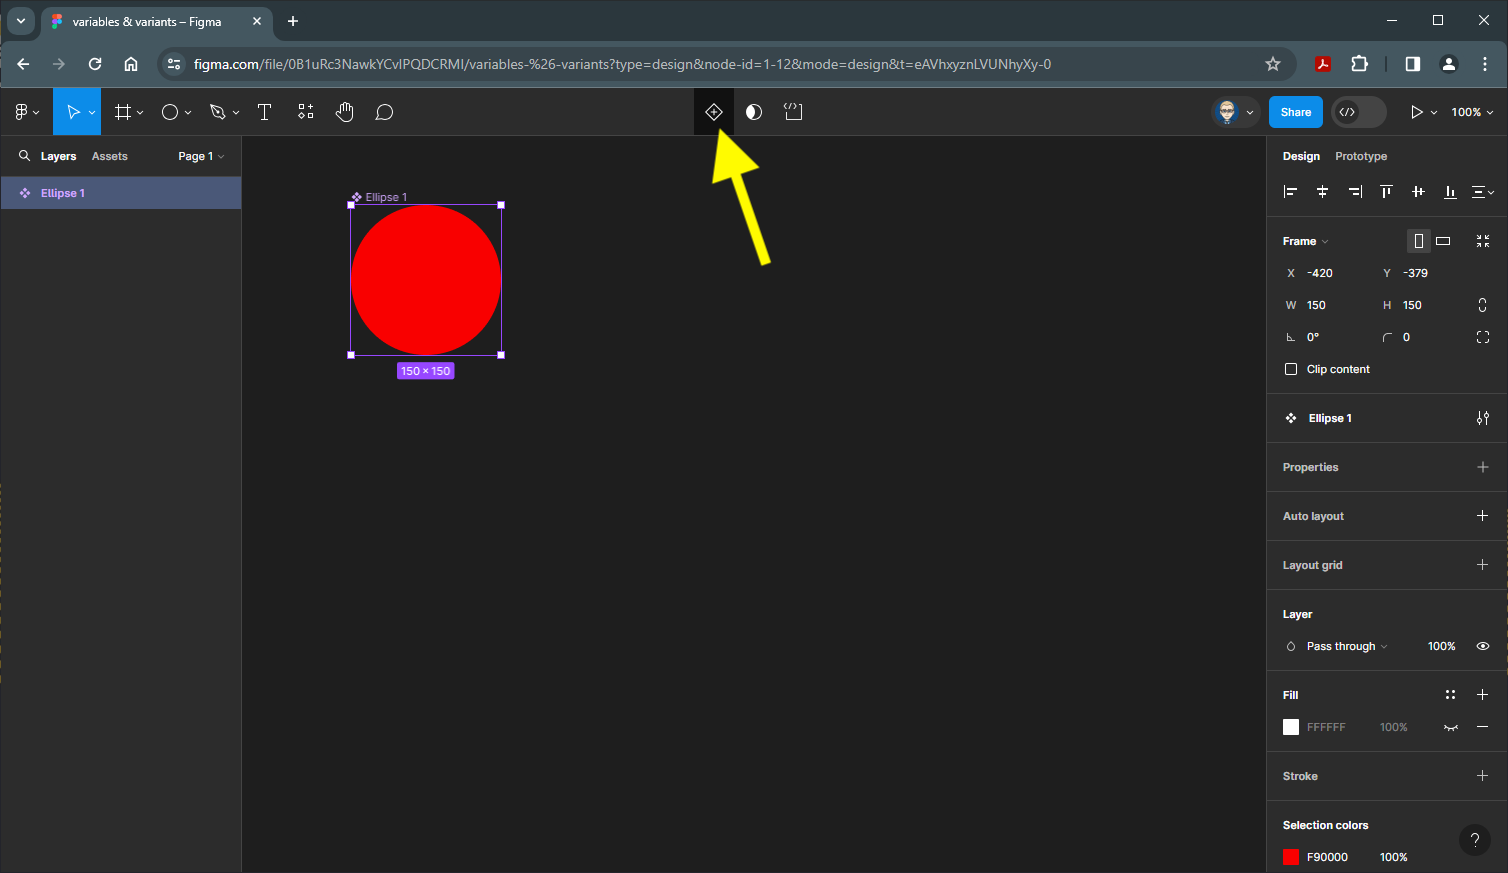 variables & variants – Figma
figma.com/file/0B1uRc3NawkYCvIPQDCRMI/variables-%26-variants?type=design&node-id=1-12&mode=design&t=eAVhxyznLVUNhyXy-0
Share
100%
Layers
Assets
Page 1
Design
Prototype
Ellipse 1
Ellipse 1
150 × 150
Frame
X -420
Y -379
W 150
H 150
0°
0
Clip content
Ellipse 1
Properties
Auto layout
Layout grid
Layer
Pass through
100%
Fill
FFFFFF
100%
Stroke
Selection colors
?
F90000
100%